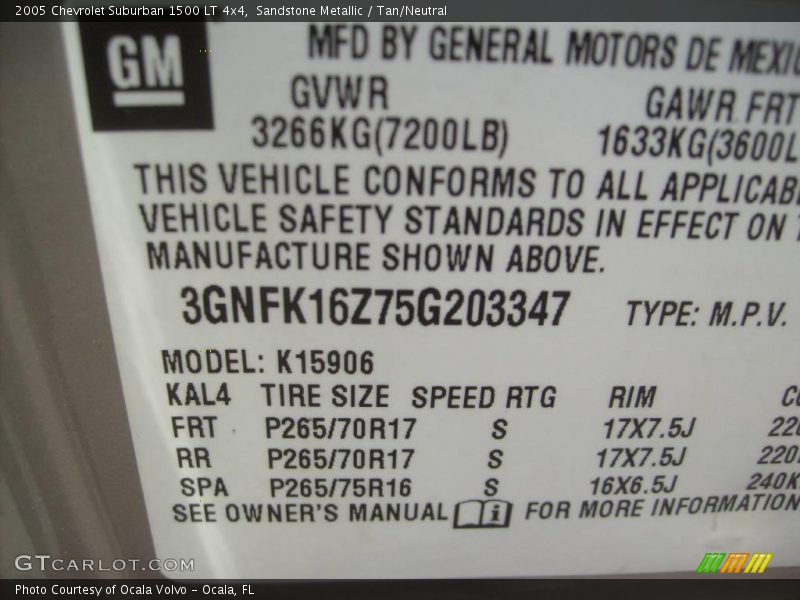 2005 Chevrolet Suburban 1500 LT 4x4, Sandstone Metallic / Tan/Neutral
GM
MFD BY GENERAL MOTORS DE
GVWR GAWR FRT
3266KG(7200LB) 1633KG(3600L
THIS VEHICLE CONFORMS TO ALL
VEHICLE SAFETY STANDARDS IN EFFECT ON
MANUFACTURE SHOWN ABOVE.
3GNFK16Z75G203347 TYPE: M.P.V.
MODEL: K15906
KAL4 TIRE SIZE SPEED RTG RIM
FRT P265/70R17 S 17X7.5J
RR P265/70R17 S 17X7.5J
SPA P265/75R16 S 16X6.5J 240K
SEE OWNER'S MANUAL i FOR MORE INFORMATION
GTCARLOT.COM
Photo Courtesy of Ocala Volvo - Ocala, FL